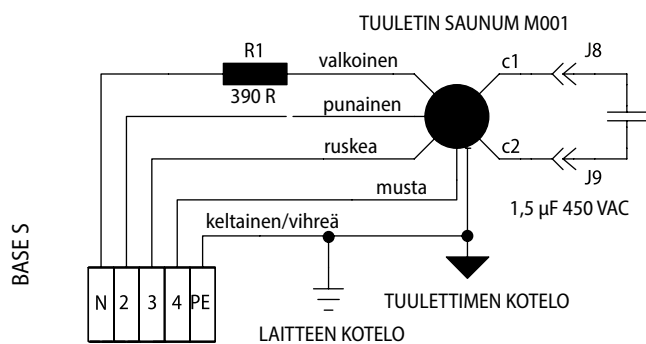 TUULETIN SAUNUM M001
R1
valkoinen
c1
J8
390 R
punainen
ruskea
c2
J9
musta
1,5 µF 450 VAC
keltainen/vihreä
BASE S
N 2 3 4 PE
TUULETTIMEN KOTELO
LAITTEEN KOTELO